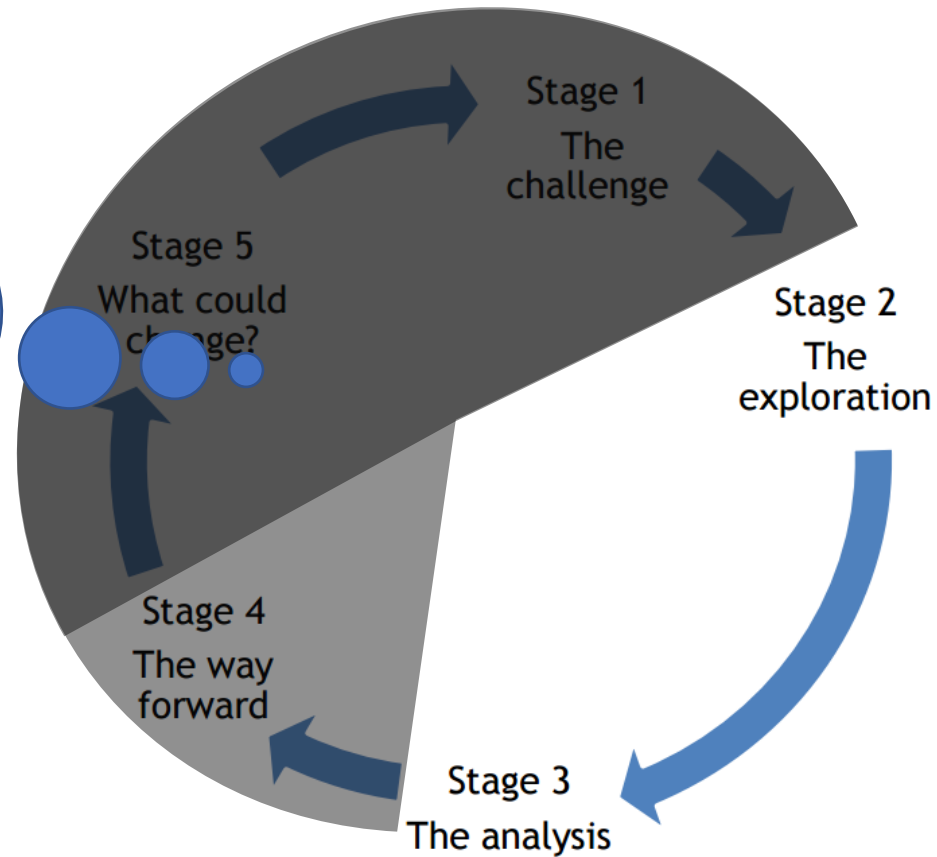 Stage 1
The
challenge
Stage 2
The
exploration
Stage 3
The analysis
Stage 4
The way
forward
Stage 5
What could
change?